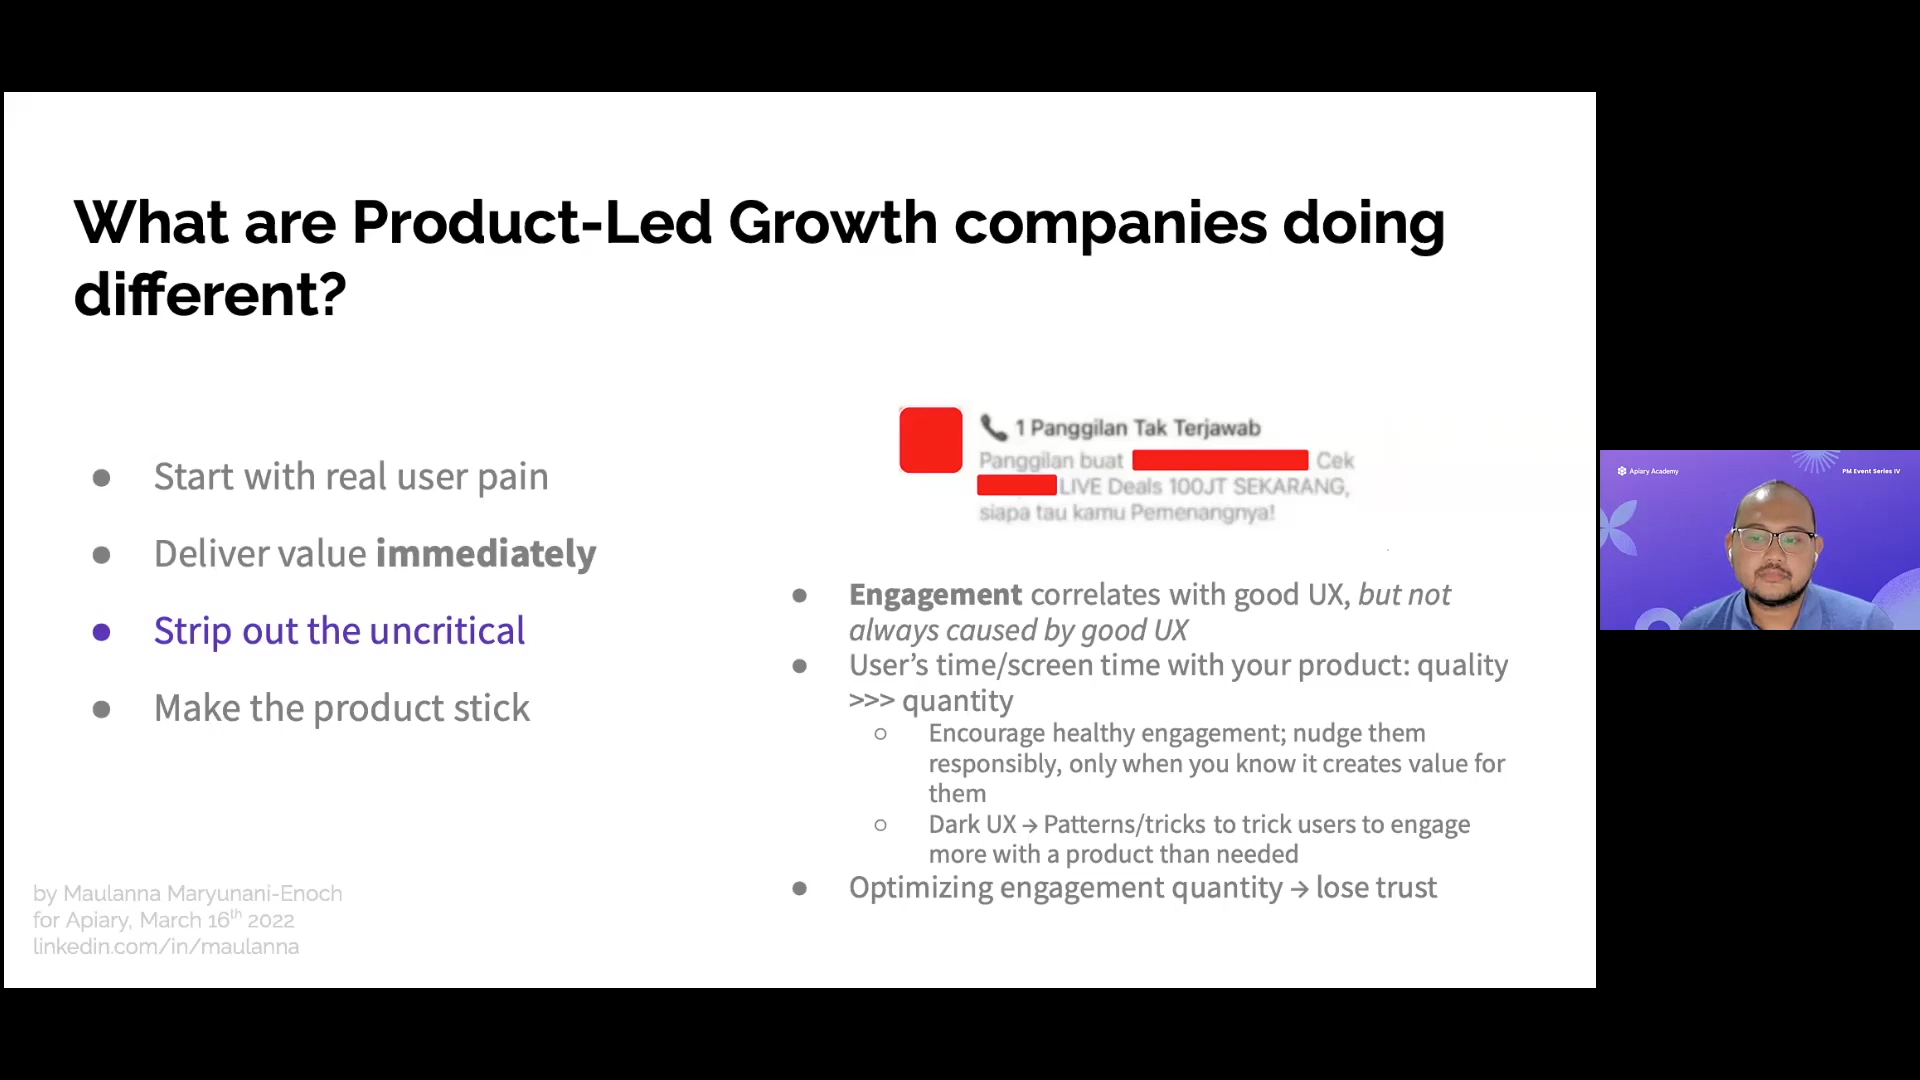 What are Product-Led Growth companies doing
different?
● Start with real user pain
● Deliver value immediately
● Strip out the uncritical
● Make the product stick
1 Panggilan Tak Terjawab
Panggilan buat Cek
LIVE Deals 100JT SEKARANG,
siapa tau kamu Pemenangnya!
● Engagement correlates with good UX, but not
always caused by good UX
● User’s time/screen time with your product: quality
>>> quantity
○ Encourage healthy engagement; nudge them
responsibly, only when you know it creates value for
them
○ Dark UX → Patterns/tricks to trick users to engage
more with a product than needed
● Optimizing engagement quantity → lose trust
by Maulanna Maryunani-Enoch
for Apiary, March 16th 2022
linkedin.com/in/maulanna
Apiary Academy
PM Event Series IV